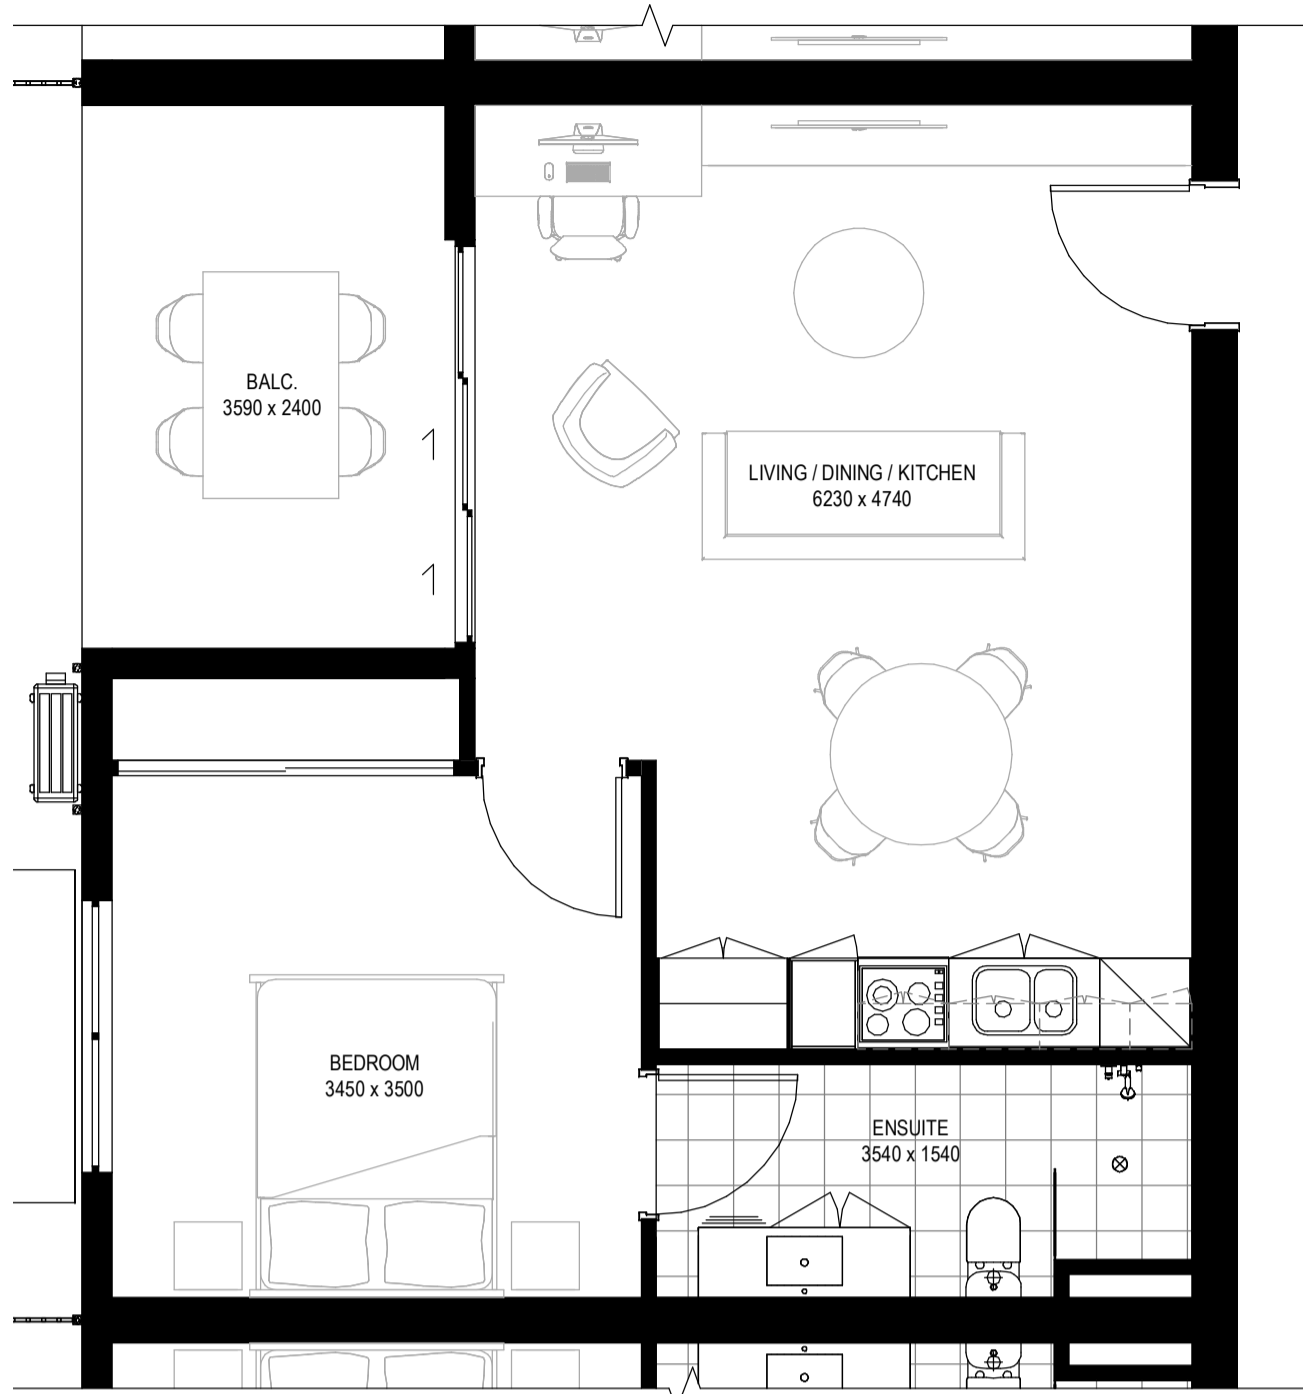 BALC.
3590 x 2400
LIVING / DINING / KITCHEN
6230 x 4740
BEDROOM
3450 x 3500
ENSUITE
3540 x 1540